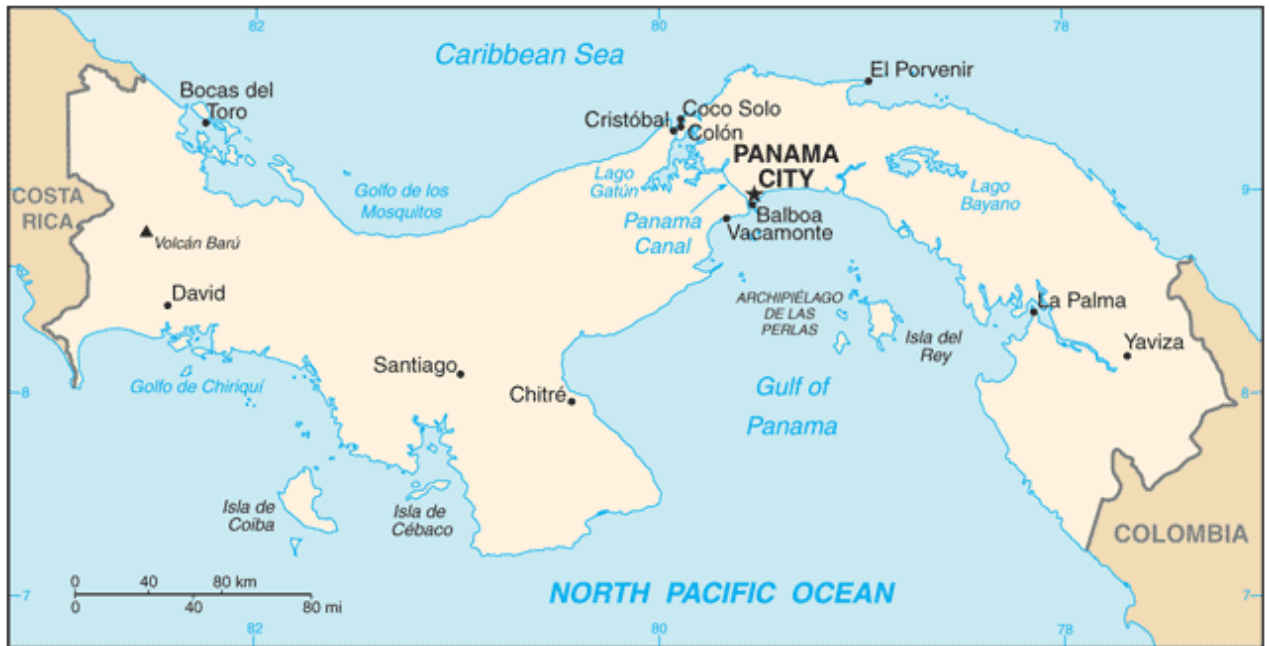 82
80
78
Caribbean Sea
El Porvenir
Bocas del
Toro
Coco Solo
Cristóbal
Colón
PANAMA
CITY
Lago
Gatún
Golfo de los
Mosquitos
COSTA
RICA
9
Lago
Bayano
Panama
Canal
Balboa
Vacamonte
Volcán Barú
David
ARCHIPIÉLAGO
DE LAS
PERLAS
La Palma
Isla del
Rey
Yaviza
Santiago
Golfo de Chiriquí
Chitré
Gulf of
Panama
8
8
Isla de
Coiba
Isla de
Cébaco
COLOMBIA
0 40 80 km
0 40 80 mi
NORTH PACIFIC OCEAN
7
7
82
80
78